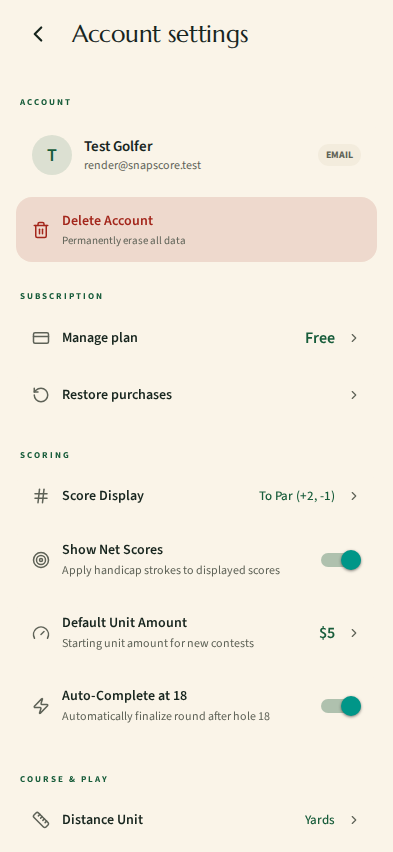 Account settings
ACCOUNT
T
Test Golfer
render@snapscore.test
EMAIL
Delete Account
Permanently erase all data
SUBSCRIPTION
Manage plan
Free
Restore purchases
SCORING
Score Display
To Par (+2, -1)
Show Net Scores
Apply handicap strokes to displayed scores
Default Unit Amount
Starting unit amount for new contests
$5
Auto-Complete at 18
Automatically finalize round after hole 18
COURSE & PLAY
Distance Unit
Yards